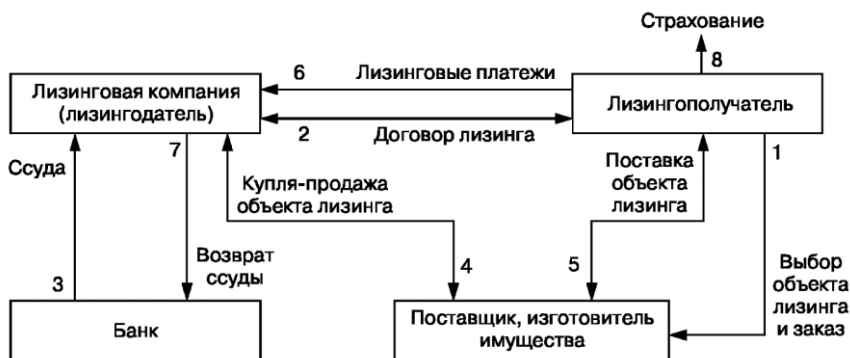 Страхование
8
6
Лизинговые платежи
Лизинговая компания
(лизингодатель)
Лизингополучатель
2
Договор лизинга
7
1
Ссуда
Поставка
объекта
лизинга
Купля-продажа
объекта лизинга
Возврат
ссуды
3
4
5
Выбор
объекта
лизинга
и заказ
Банк
Поставщик, изготовитель
имущества